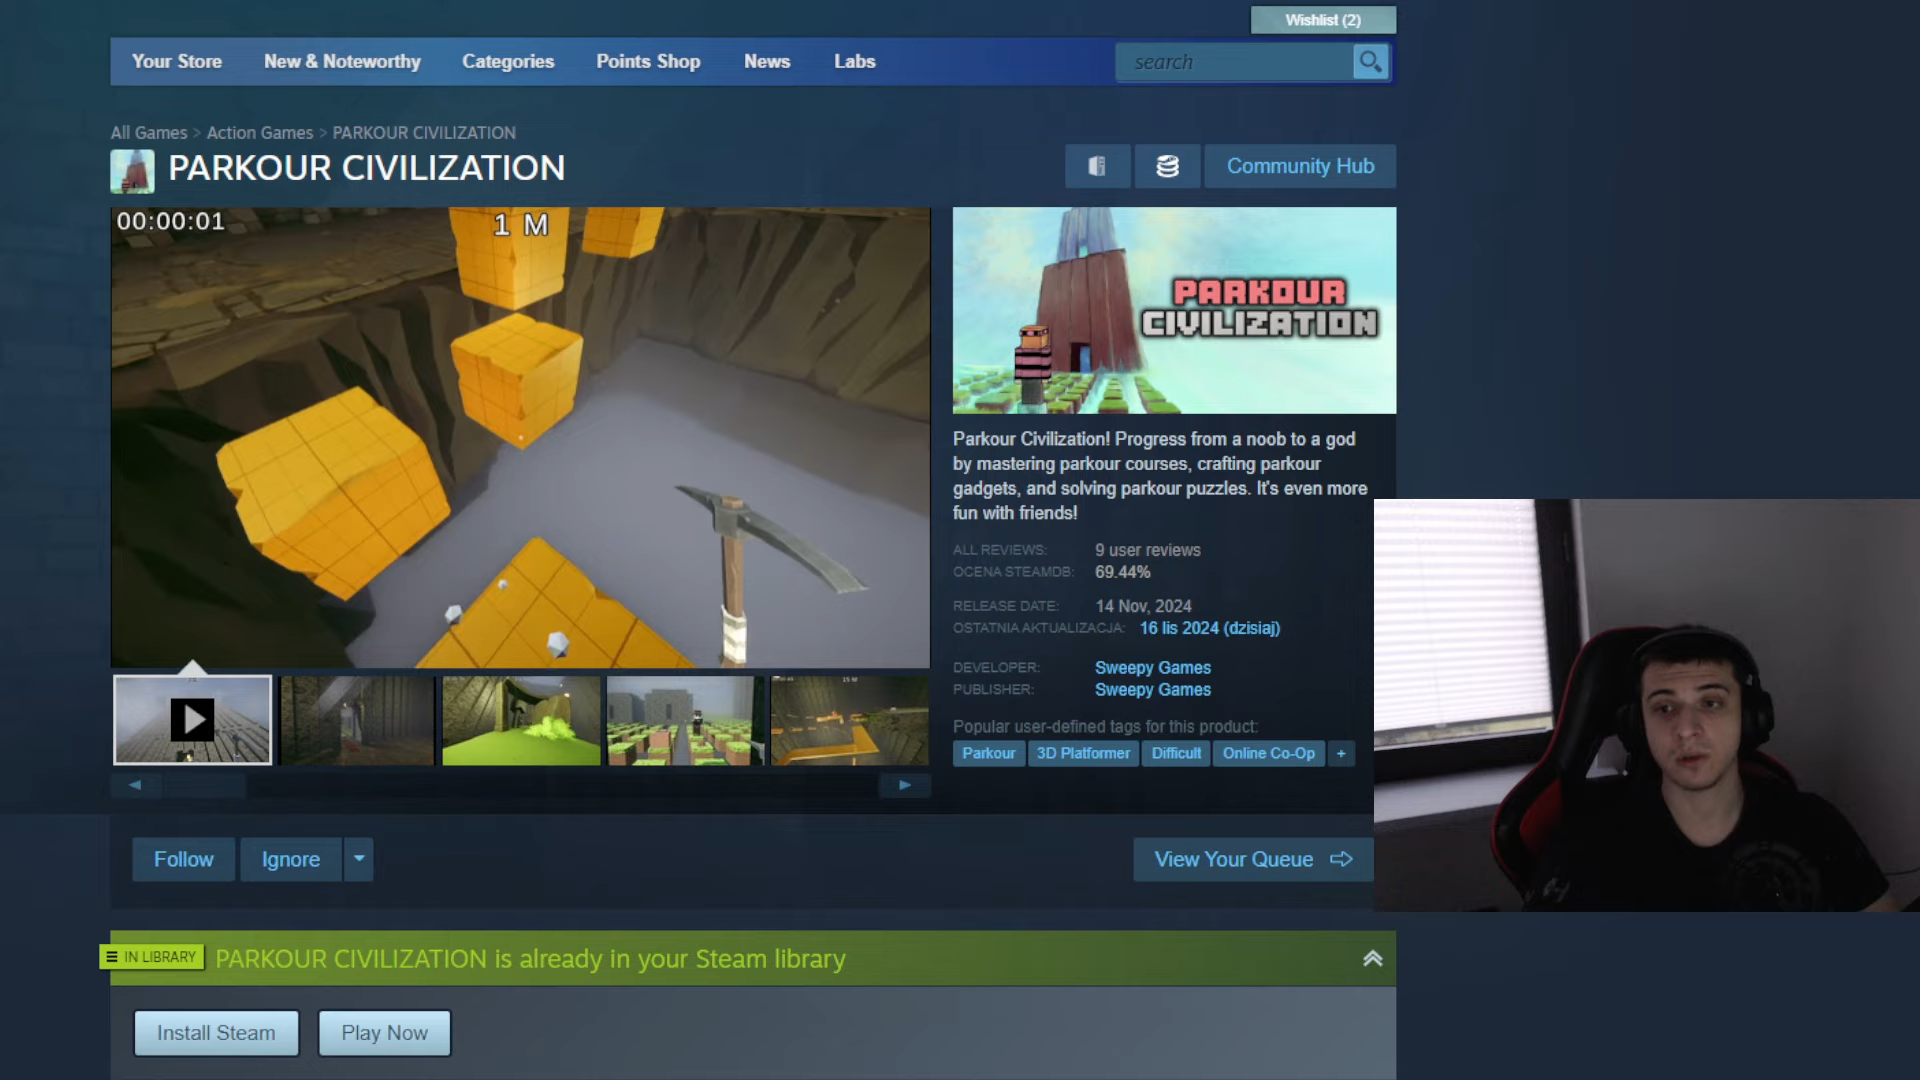 Wishlist (2)
Your Store New & Noteworthy Categories Points Shop News Labs search
All Games > Action Games > PARKOUR CIVILIZATION
PARKOUR CIVILIZATION
Community Hub
00:00:01
1 M
PARKOUR
CIVILIZATION
Parkour Civilization! Progress from a noob to a god
by mastering parkour courses, crafting parkour
gadgets, and solving parkour puzzles. It's even more
fun with friends!
ALL REVIEWS: 9 user reviews
OCENA STEAMDB: 69.44%
RELEASE DATE: 14 Nov, 2024
OSTATNIA AKTUALIZACJA: 16 lis 2024 (dzisiaj)
DEVELOPER: Sweepy Games
PUBLISHER: Sweepy Games
Popular user-defined tags for this product:
Parkour 3D Platformer Difficult Online Co-Op +
Follow Ignore
View Your Queue
IN LIBRARY PARKOUR CIVILIZATION is already in your Steam library
Install Steam Play Now